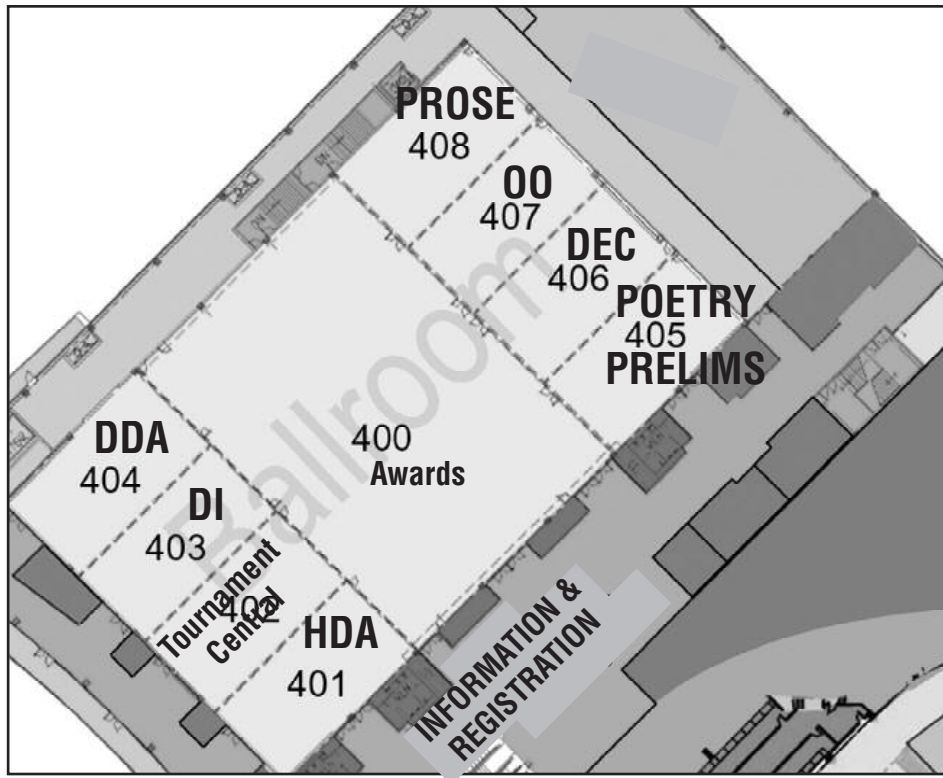 PROSE
408
OO
407
DEC
406
POETRY
405
PRELIMS
Ballroom
400
Awards
DDA
404
DI
403
Tournament
402
Central
HDA
401
INFORMATION &
REGISTRATION